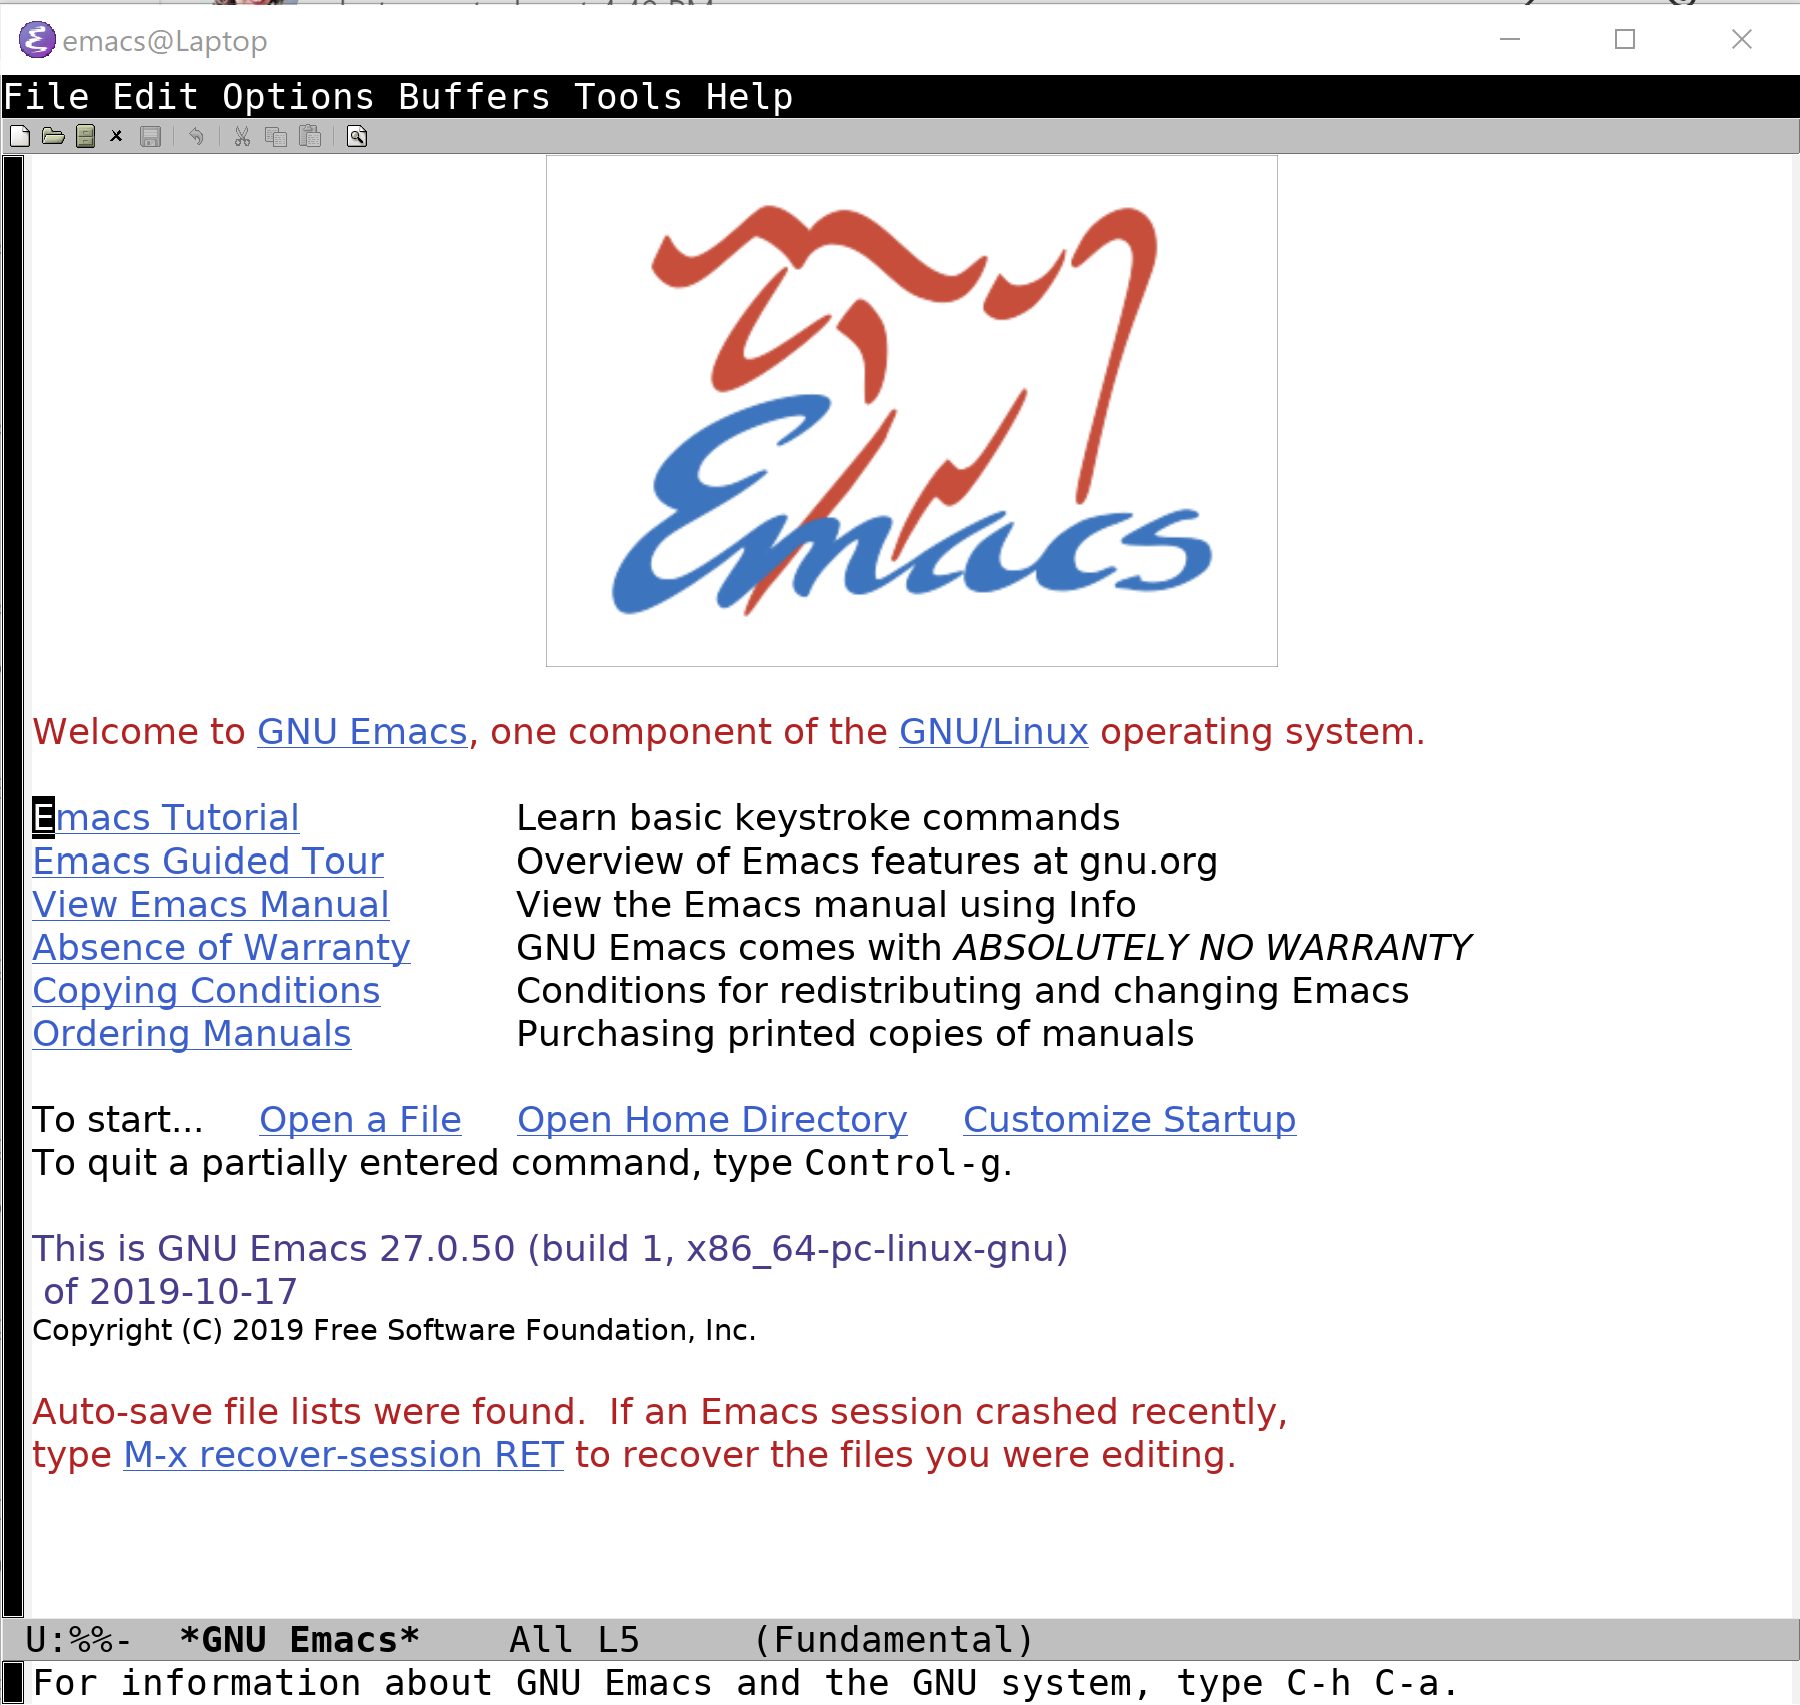 emacs@Laptop
File Edit Options Buffers Tools Help
Emacs
Welcome to GNU Emacs, one component of the GNU/Linux operating system.
Emacs Tutorial Learn basic keystroke commands
Emacs Guided Tour Overview of Emacs features at gnu.org
View Emacs Manual View the Emacs manual using Info
Absence of Warranty GNU Emacs comes with ABSOLUTELY NO WARRANTY
Copying Conditions Conditions for redistributing and changing Emacs
Ordering Manuals Purchasing printed copies of manuals
To start... Open a File Open Home Directory Customize Startup
To quit a partially entered command, type Control-g.
This is GNU Emacs 27.0.50 (build 1, x86_64-pc-linux-gnu)
of 2019-10-17
Copyright (C) 2019 Free Software Foundation, Inc.
Auto-save file lists were found. If an Emacs session crashed recently,
type M-x recover-session RET to recover the files you were editing.
U:%%- *GNU Emacs* All L5 (Fundamental)
For information about GNU Emacs and the GNU system, type C-h C-a.